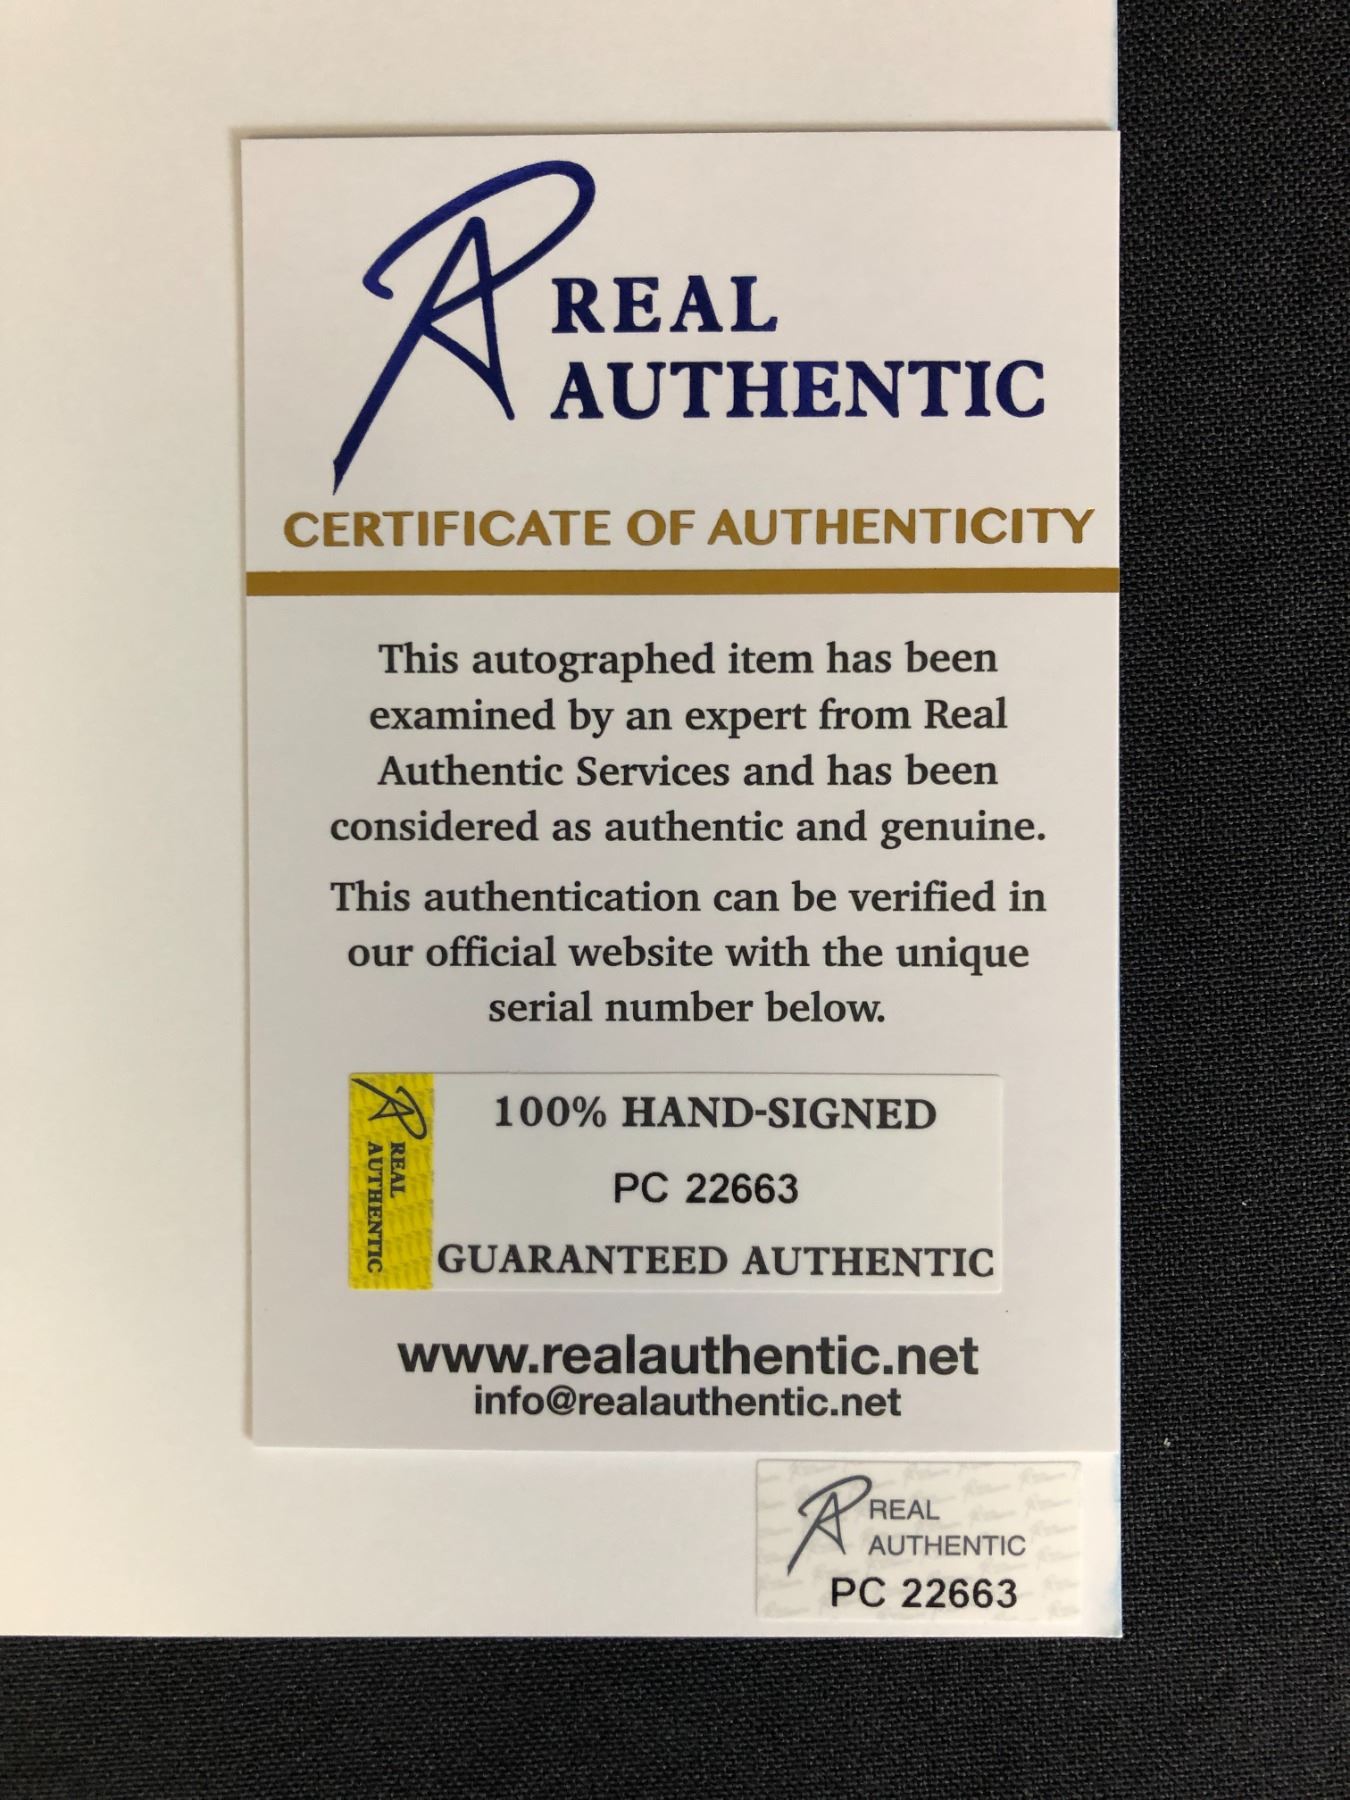 REAL
AUTHENTIC
CERTIFICATE OF AUTHENTICITY
This autographed item has been
examined by an expert from Real
Authentic Services and has been
considered as authentic and genuine.
This authentication can be verified in
our official website with the unique
serial number below.
REAL
AUTHENTIC
100% HAND-SIGNED
PC 22663
GUARANTEED AUTHENTIC
www.realauthentic.net
info@realauthentic.net
REAL
AUTHENTIC
PC 22663